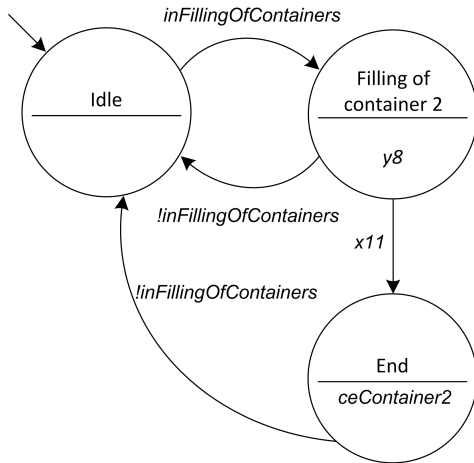 inFillingOfContainers
Idle
Filling of
container 2
y8
!inFillingOfContainers
x11
!inFillingOfContainers
End
ceContainer2